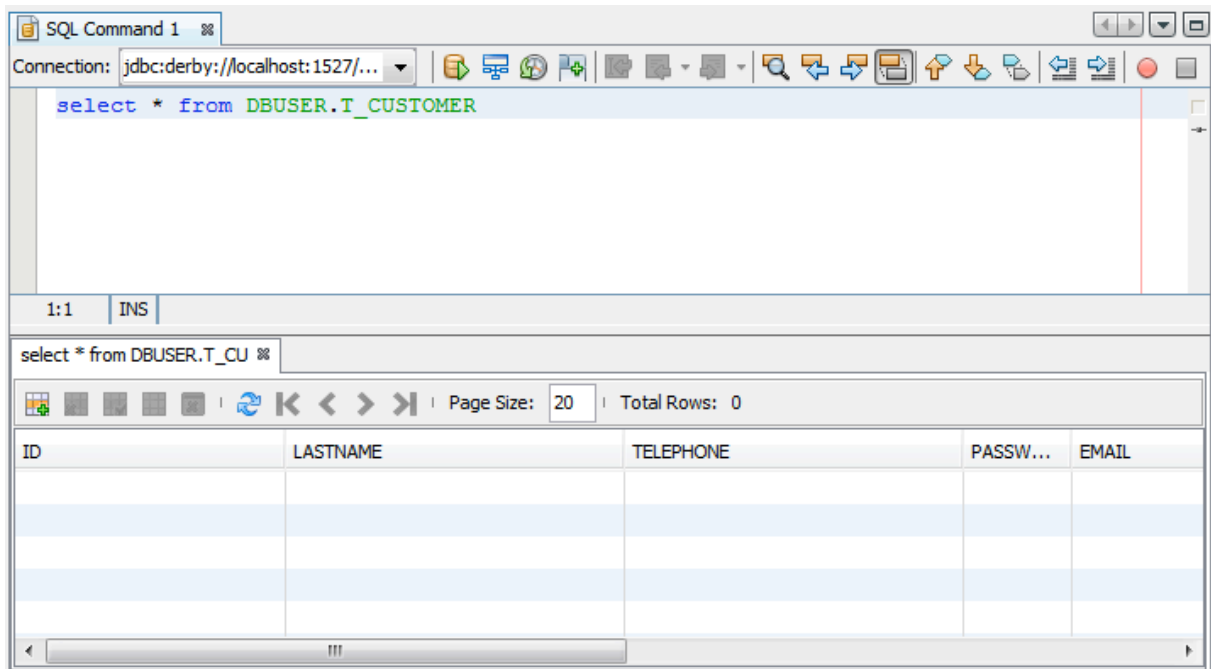 SQL Command 1
Connection: jdbc:derby://localhost:1527/...
select * from DBUSER.T_CUSTOMER
1:1 INS
select * from DBUSER.T_CU
Page Size: 20 Total Rows: 0
ID LASTNAME TELEPHONE PASSW... EMAIL